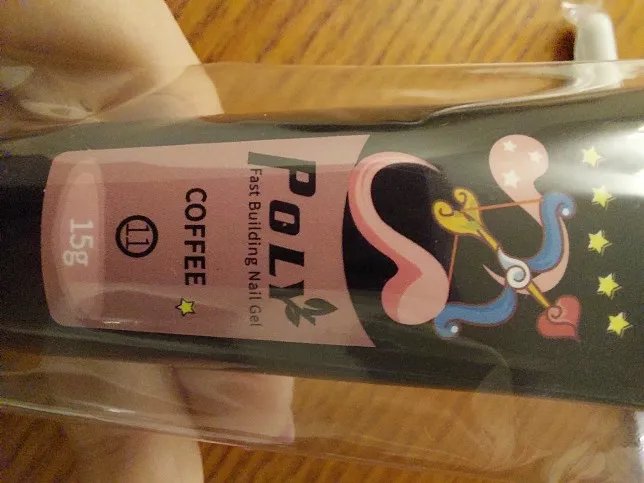 POLY
Fast Building Nail Gel
COFFEE
11
15g